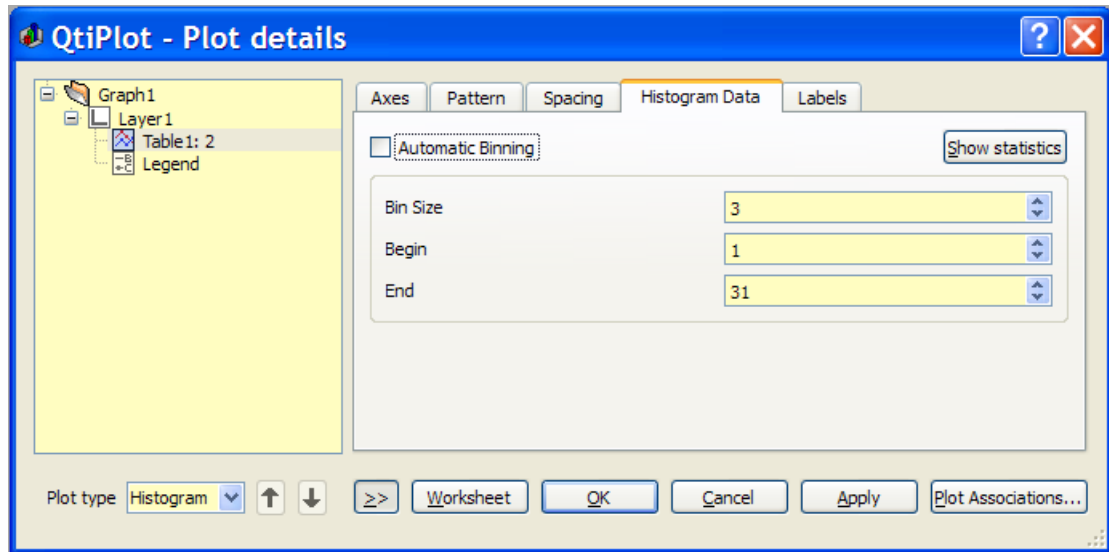 QtiPlot - Plot details
Graph1
Layer1
Table1: 2
Legend
Axes Pattern Spacing Histogram Data Labels
Automatic Binning Show statistics
Bin Size 3
Begin 1
End 31
Plot type Histogram >> Worksheet OK Cancel Apply Plot Associations...